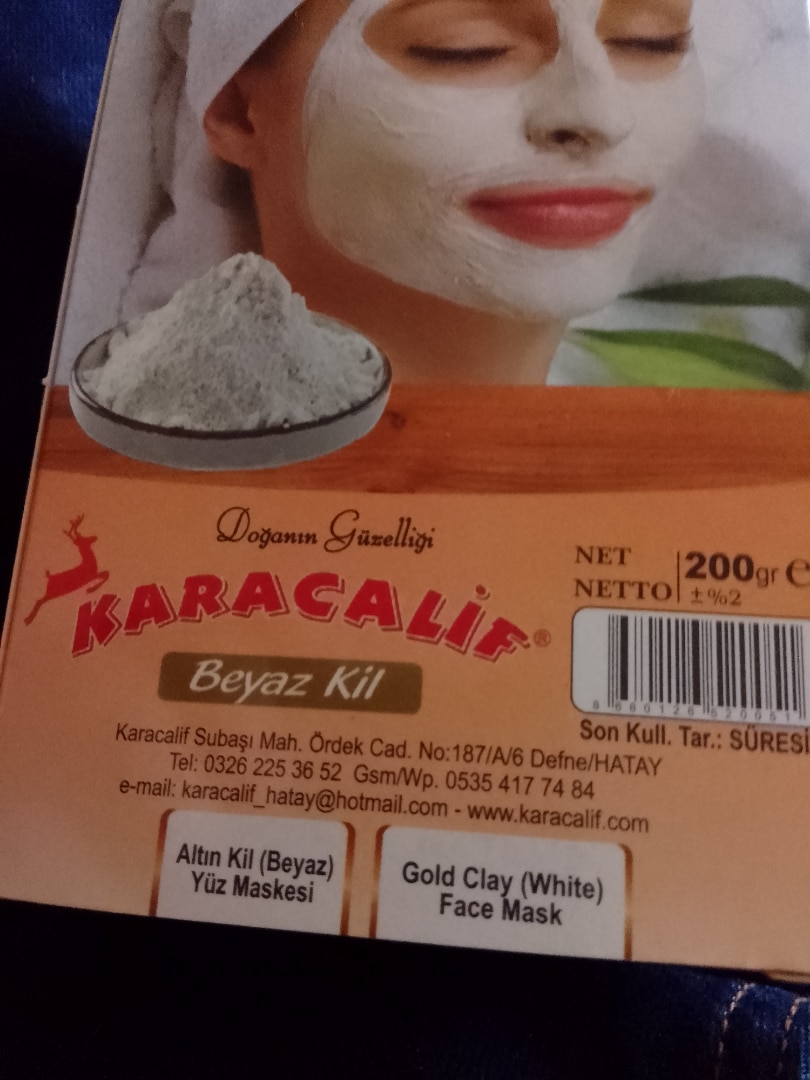 Doğanın Güzelliği
KARACALİF®
Beyaz Kil
NET
NETTO
200gr e
±%2
Son Kull. Tar.: SÜRESİ
Karacalif Subaşı Mah. Ördek Cad. No:187/A/6 Defne/HATAY
Tel: 0326 225 36 52 Gsm/Wp. 0535 417 74 84
e-mail: karacalif_hatay@hotmail.com - www.karacalif.com
Altın Kil (Beyaz)
Yüz Maskesi
Gold Clay (White)
Face Mask